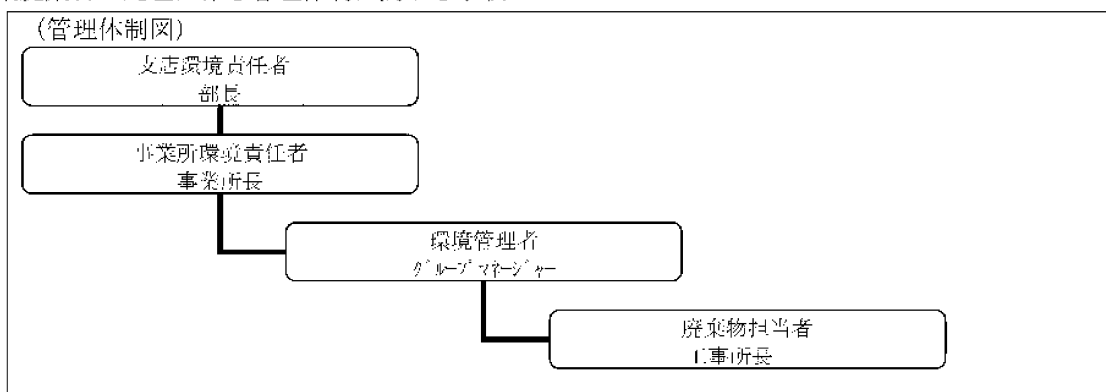 （管理体制図）
支店環境責任者
部長
事業所環境責任者
事業所長
環境管理者
ｸﾞﾙｰﾌﾟﾏﾈｰｼﾞｬｰ
廃棄物担当者
工事所長